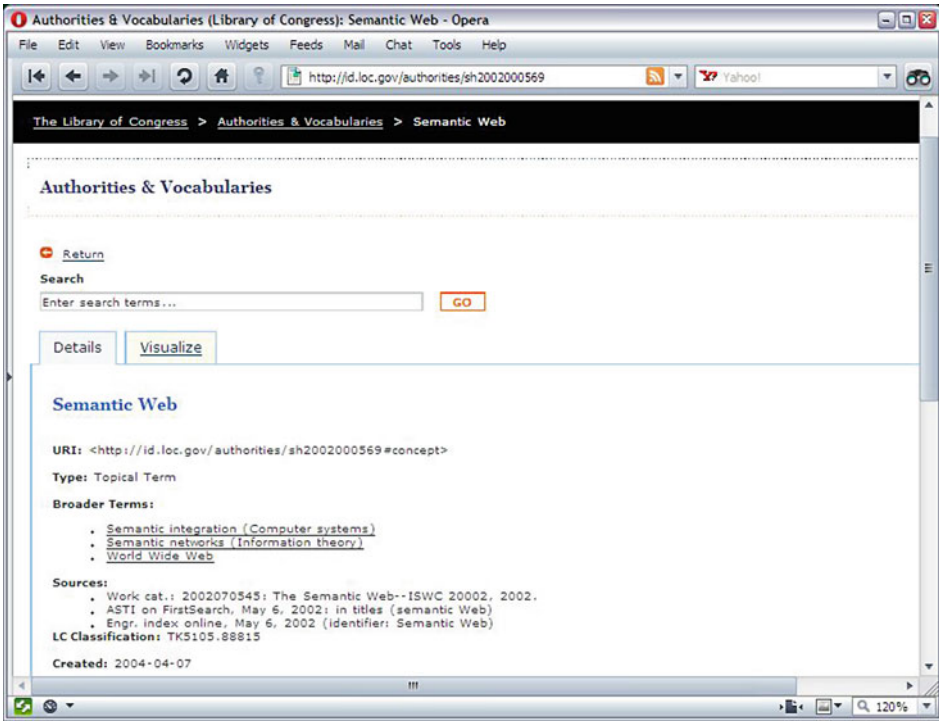 Authorities & Vocabularies (Library of Congress): Semantic Web - Opera
File Edit View Bookmarks Widgets Feeds Mail Chat Tools Help
http://id.loc.gov/authorities/sh2002000569 Yahoo!
The Library of Congress > Authorities & Vocabularies > Semantic Web
Authorities & Vocabularies
Return
Search
Enter search terms... GO
Details Visualize
Semantic Web
URI: <http://id.loc.gov/authorities/sh2002000569#concept>
Type: Topical Term
Broader Terms:
• Semantic integration (Computer systems)
• Semantic networks (Information theory)
• World Wide Web
Sources:
• Work cat.: 2002070545: The Semantic Web--ISWC 20002, 2002.
• ASTI on FirstSearch, May 6, 2002: in titles (semantic Web)
• Engr. index online, May 6, 2002 (identifier: Semantic Web)
LC Classification: TK5105.88815
Created: 2004-04-07
120%